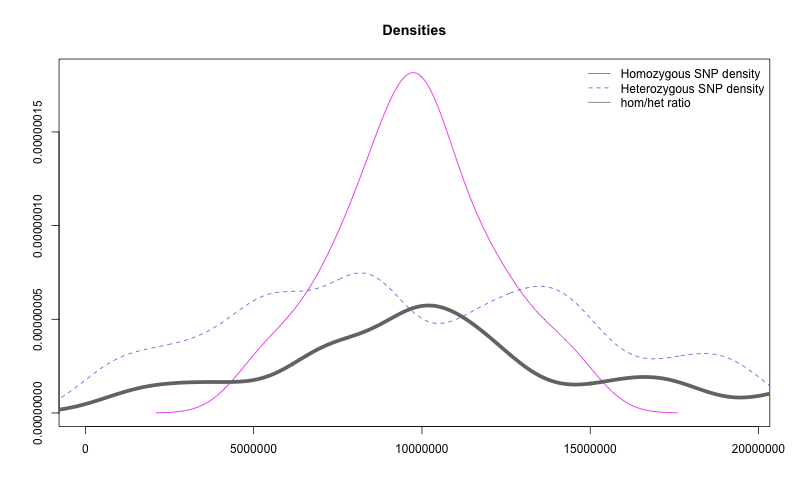 Densities
Homozygous SNP density
Heterozygous SNP density
hom/het ratio
0.00000015
0.00000010
0.00000005
0.00000000
0
5000000
10000000
15000000
20000000